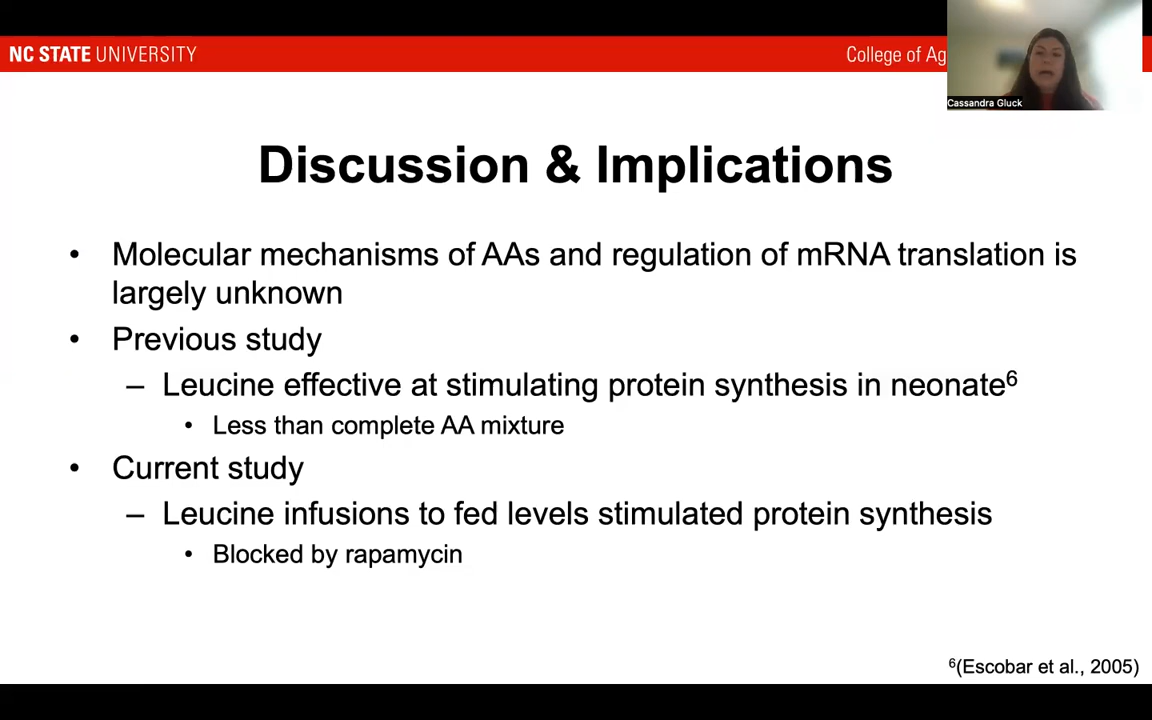 NC STATE UNIVERSITY
College of Ag
Cassandra Gluck
Discussion & Implications
• Molecular mechanisms of AAs and regulation of mRNA translation is
largely unknown
• Previous study
– Leucine effective at stimulating protein synthesis in neonate⁶
• Less than complete AA mixture
• Current study
– Leucine infusions to fed levels stimulated protein synthesis
• Blocked by rapamycin
⁶(Escobar et al., 2005)